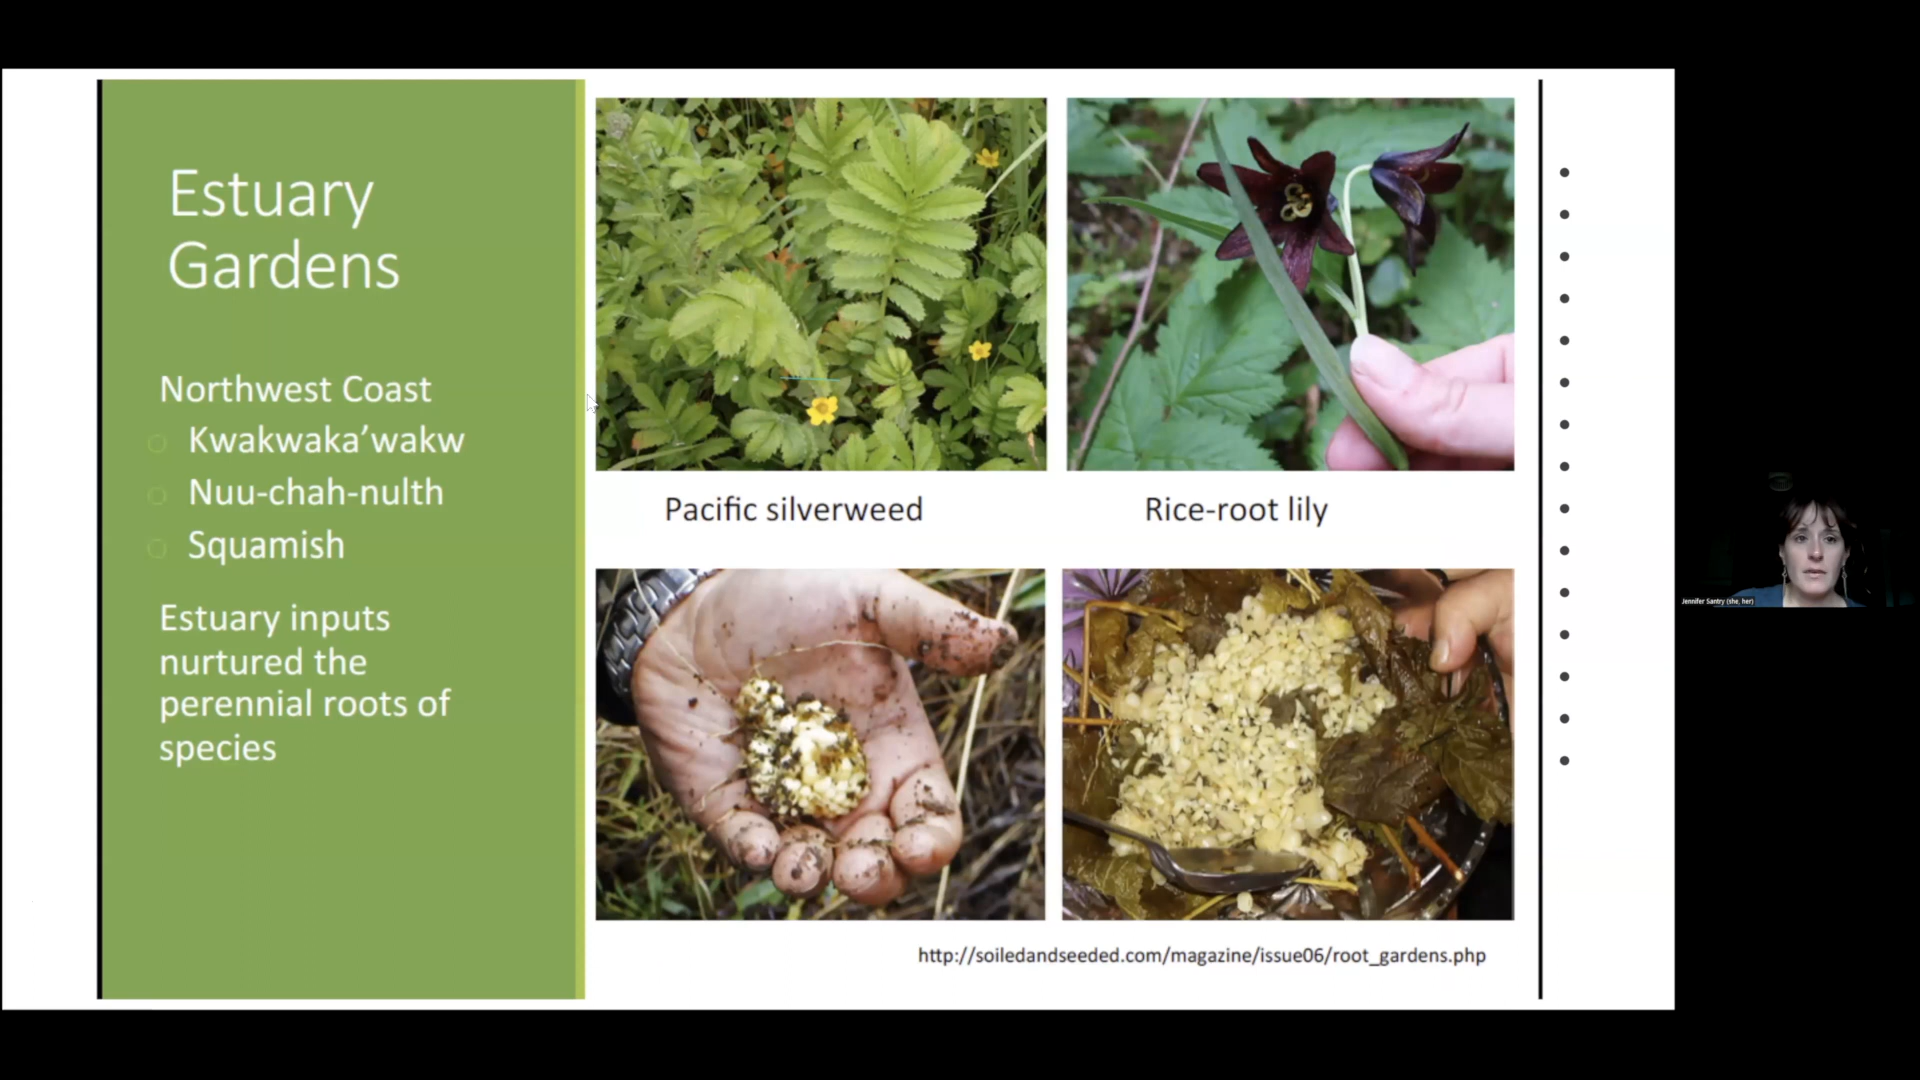 Estuary
Gardens
Northwest Coast
Kwakwaka’wakw
Nuu-chah-nulth
Squamish
Estuary inputs
nurtured the
perennial roots of
species
Pacific silverweed
Rice-root lily
http://soiledandseeded.com/magazine/issue06/root_gardens.php
Jennifer Santry (she, her)